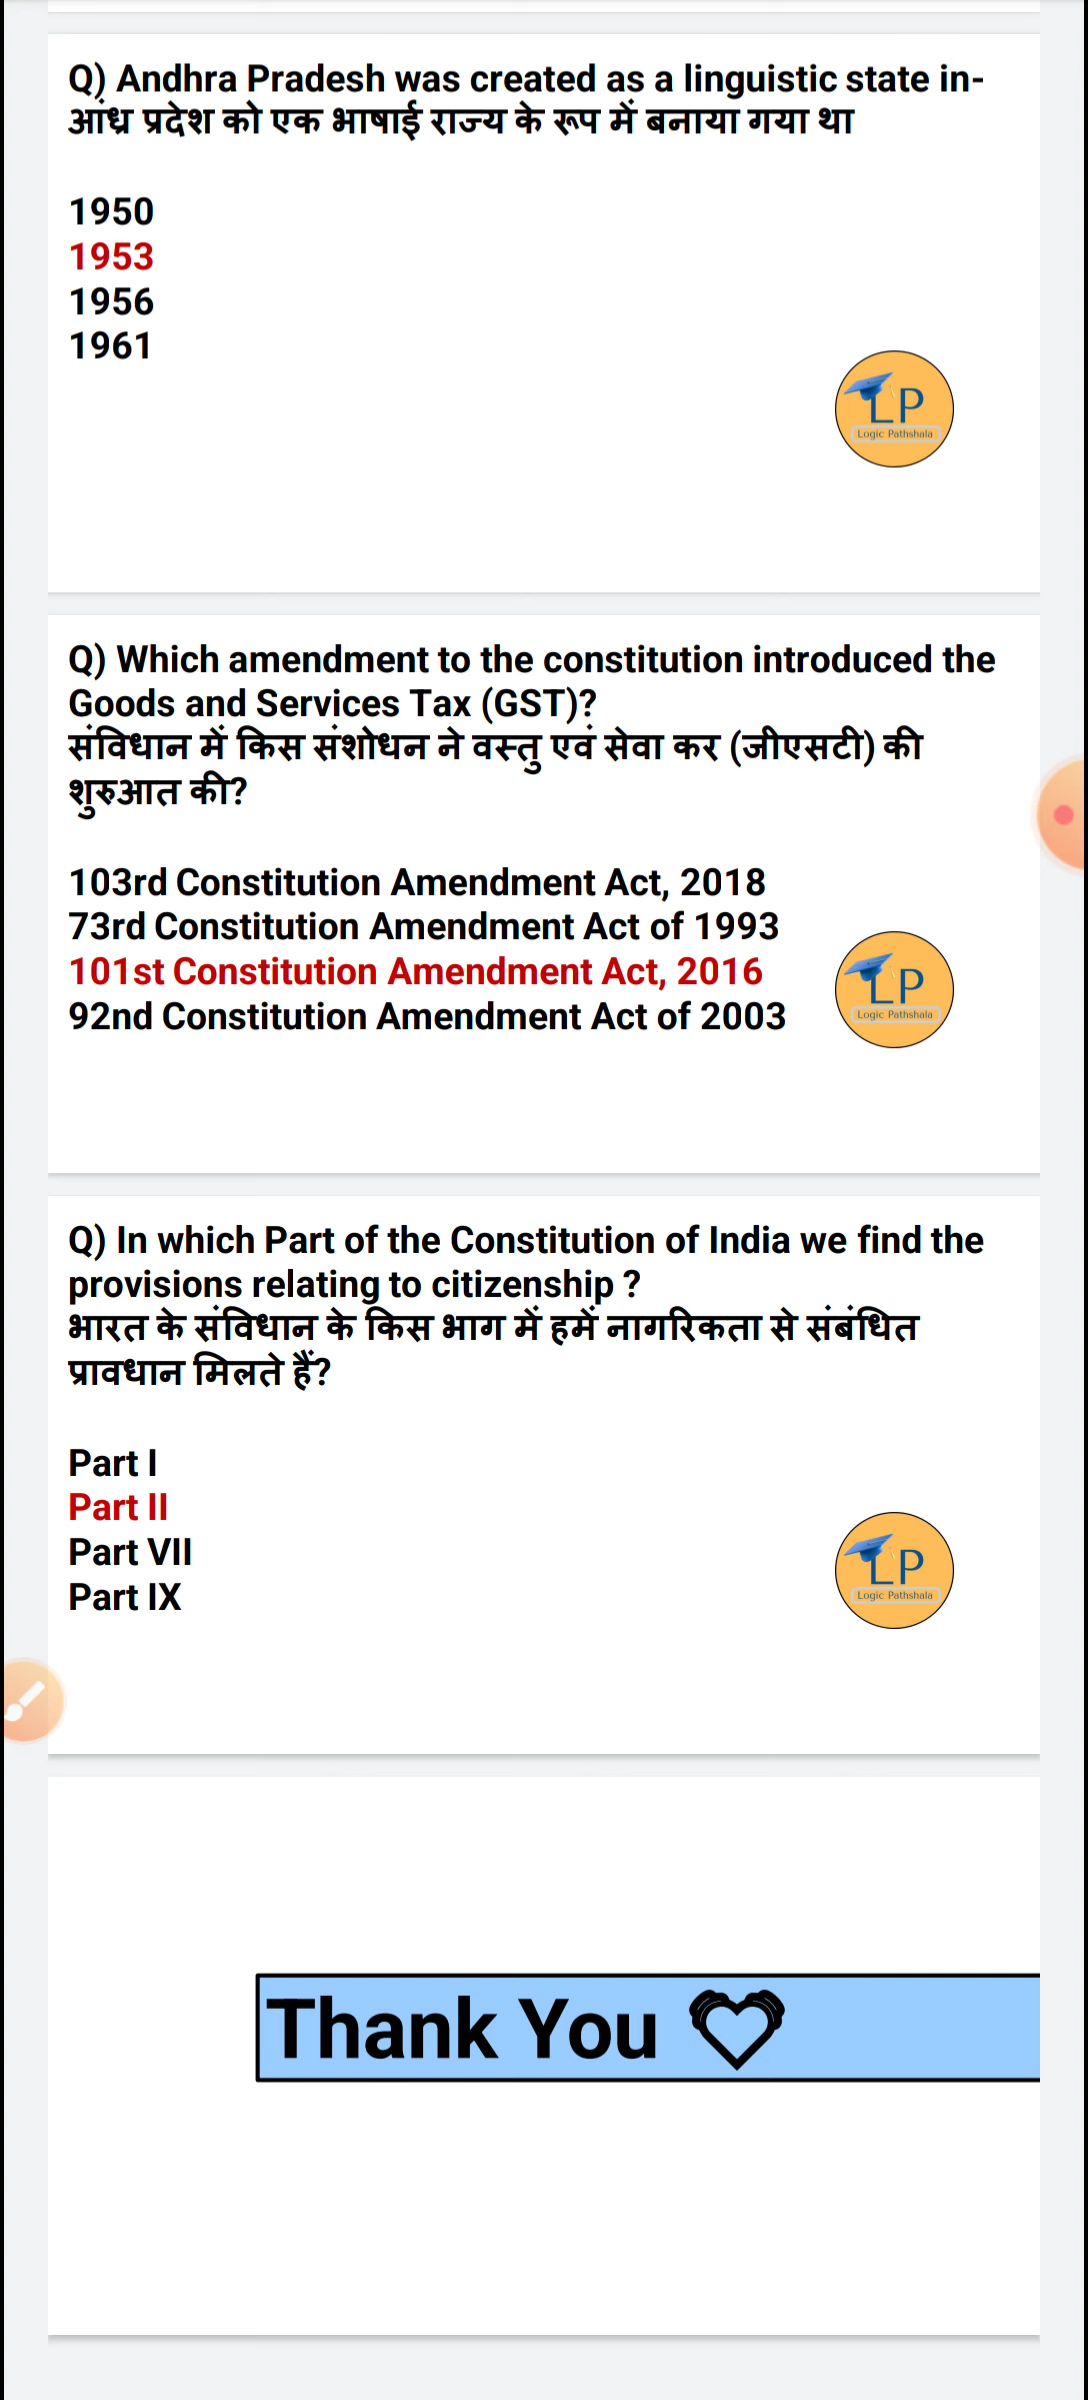 Q) Andhra Pradesh was created as a linguistic state in-
आंध्र प्रदेश को एक भाषाई राज्य के रूप में बनाया गया था
1950
1953
1956
1961
LP
Logic Pathshala
Q) Which amendment to the constitution introduced the
Goods and Services Tax (GST)?
संविधान में किस संशोधन ने वस्तु एवं सेवा कर (जीएसटी) की
शुरुआत की?
103rd Constitution Amendment Act, 2018
73rd Constitution Amendment Act of 1993
101st Constitution Amendment Act, 2016
92nd Constitution Amendment Act of 2003
LP
Logic Pathshala
Q) In which Part of the Constitution of India we find the
provisions relating to citizenship ?
भारत के संविधान के किस भाग में हमें नागरिकता से संबंधित
प्रावधान मिलते हैं?
Part I
Part II
Part VII
Part IX
LP
Logic Pathshala
Thank You